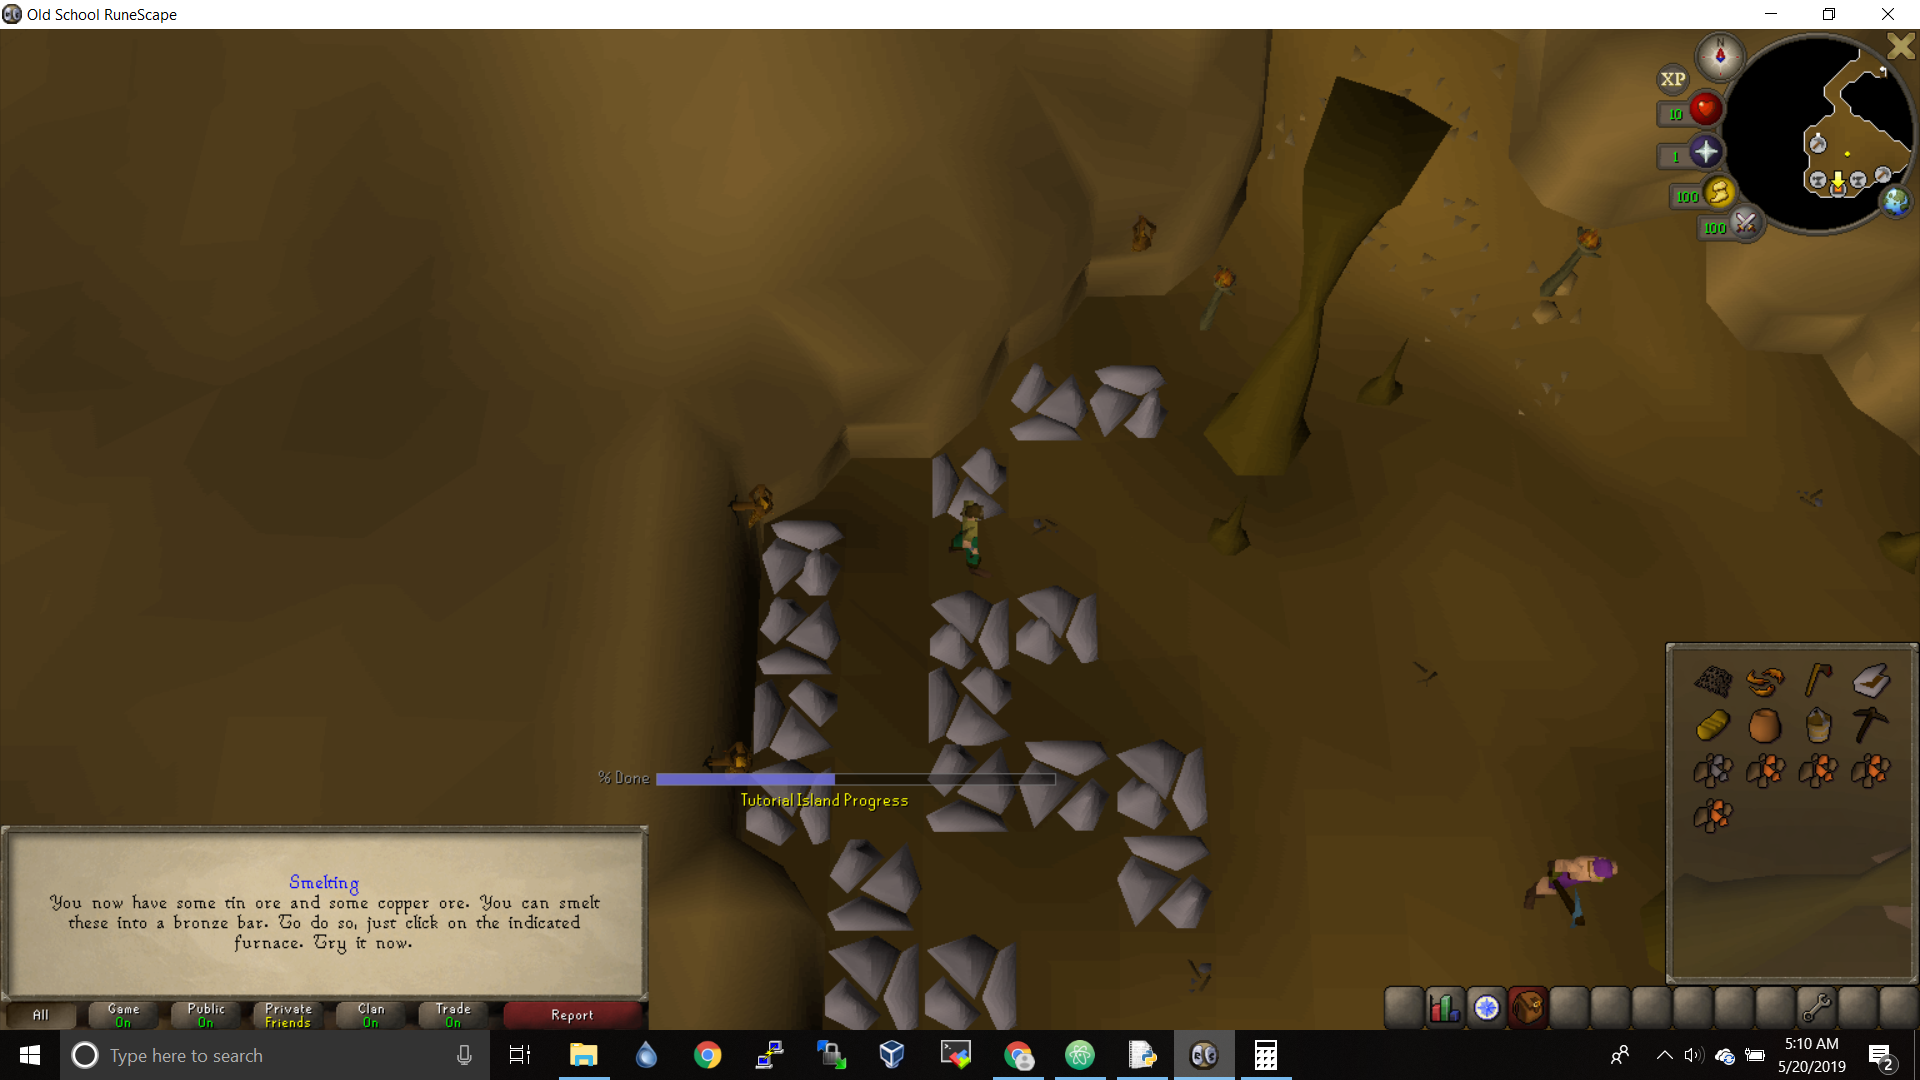 Old School RuneScape
N
XP
10
1
100
100
% Done
Tutorial Island Progress
Smelting
You now have some tin ore and some copper ore. You can smelt
these into a bronze bar. To do so, just click on the indicated
furnace. Try it now.
All
Game
On
Public
On
Private
Friends
Clan
On
Trade
On
Report
Type here to search
5:10 AM
5/20/2019
2